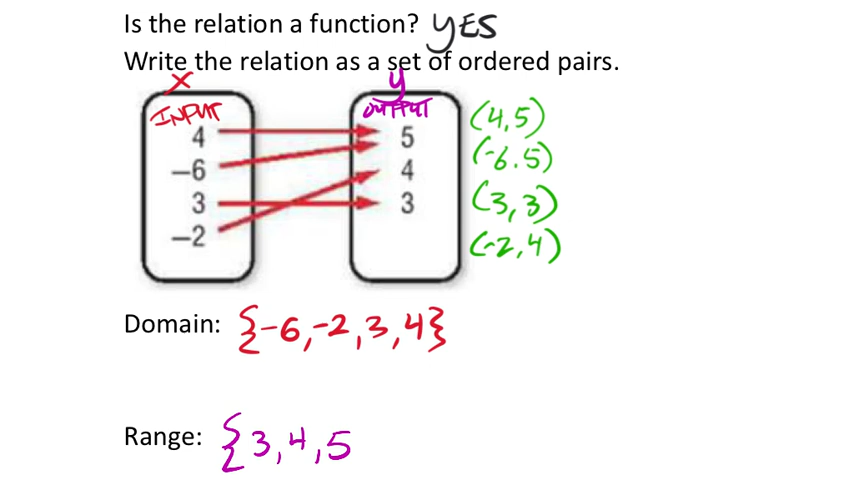 Is the relation a function? YES
Write the relation as a set of ordered pairs.
x y
INPUT OUTPUT
4 5 (4,5)
−6 4 (-6.5)
3 3 (3,3)
−2 (-2,4)
Domain: {-6,-2,3,4}
Range: {3,4,5